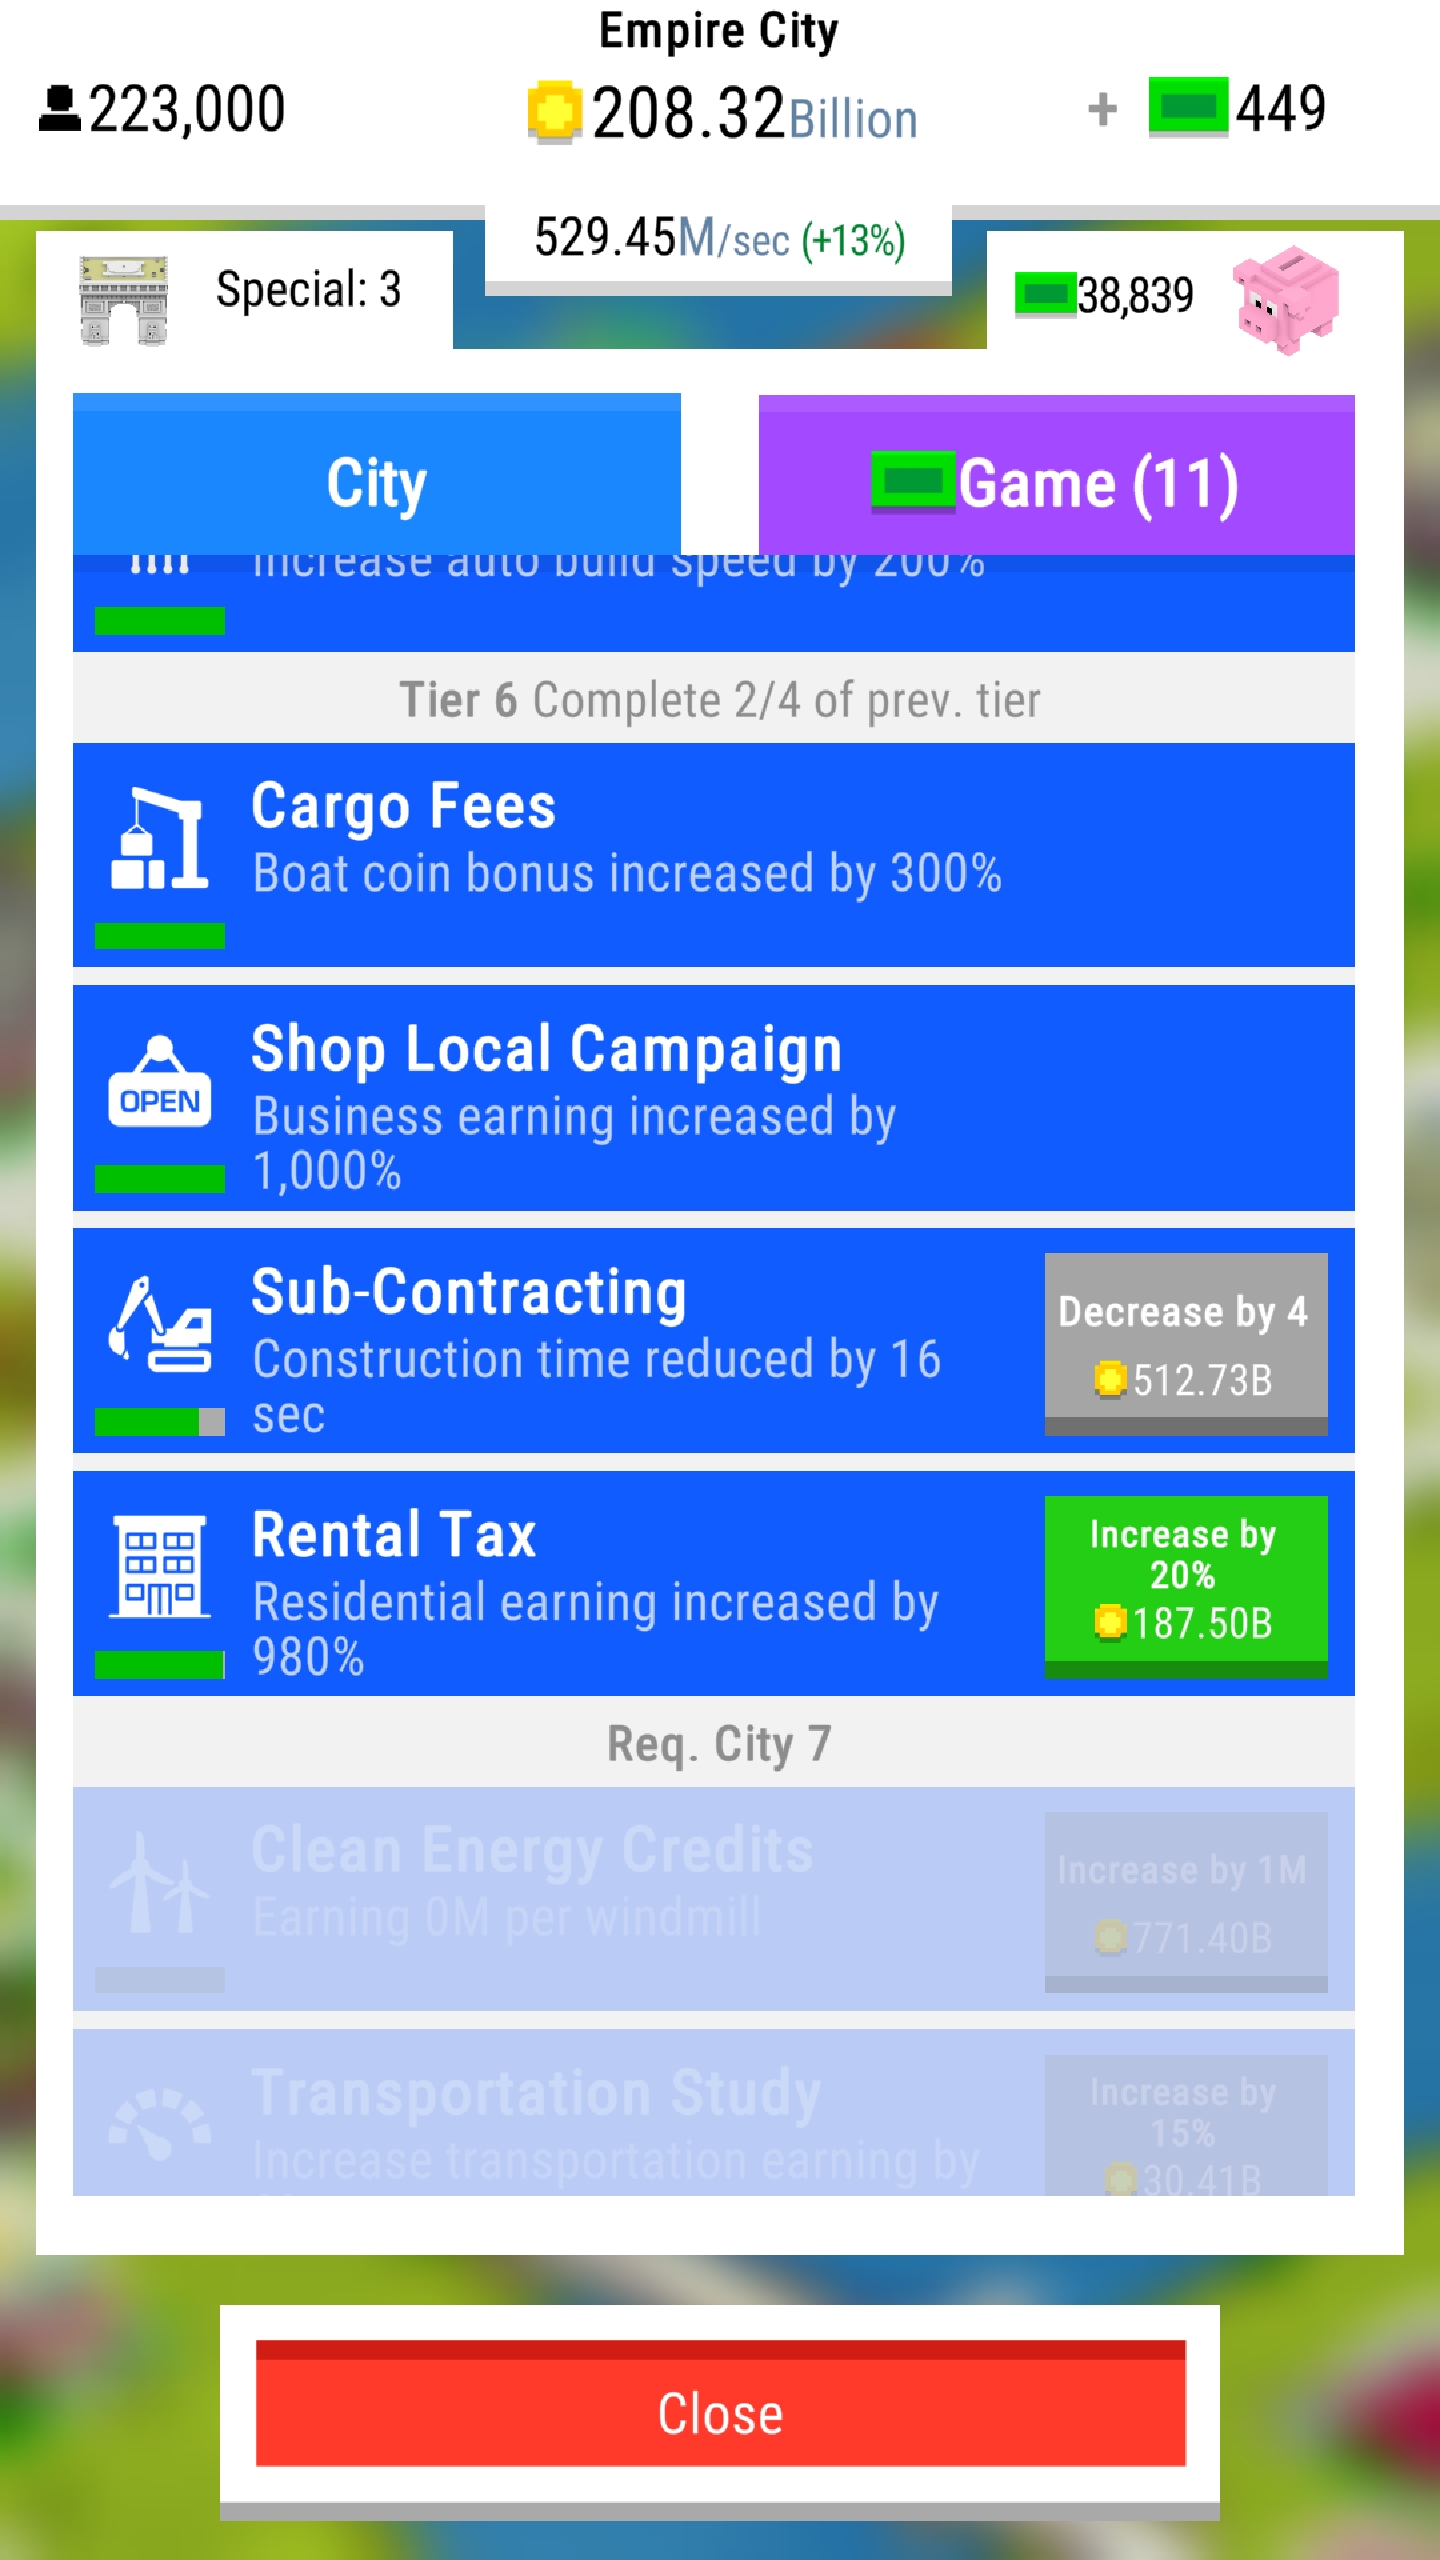 Empire City
223,000
208.32Billion
+ 449
529.45M/sec (+13%)
Special: 3
38,839
City
Game (11)
Increase auto build speed by 200%
Tier 6 Complete 2/4 of prev. tier
Cargo Fees
Boat coin bonus increased by 300%
Shop Local Campaign
OPEN
Business earning increased by
1,000%
Sub-Contracting
Construction time reduced by 16
sec
Decrease by 4
512.73B
Rental Tax
Residential earning increased by
980%
Increase by
20%
187.50B
Req. City 7
Clean Energy Credits
Earning 0M per windmill
Increase by 1M
771.40B
Transportation Study
Increase transportation earning by
Increase by
15%
30.41B
Close